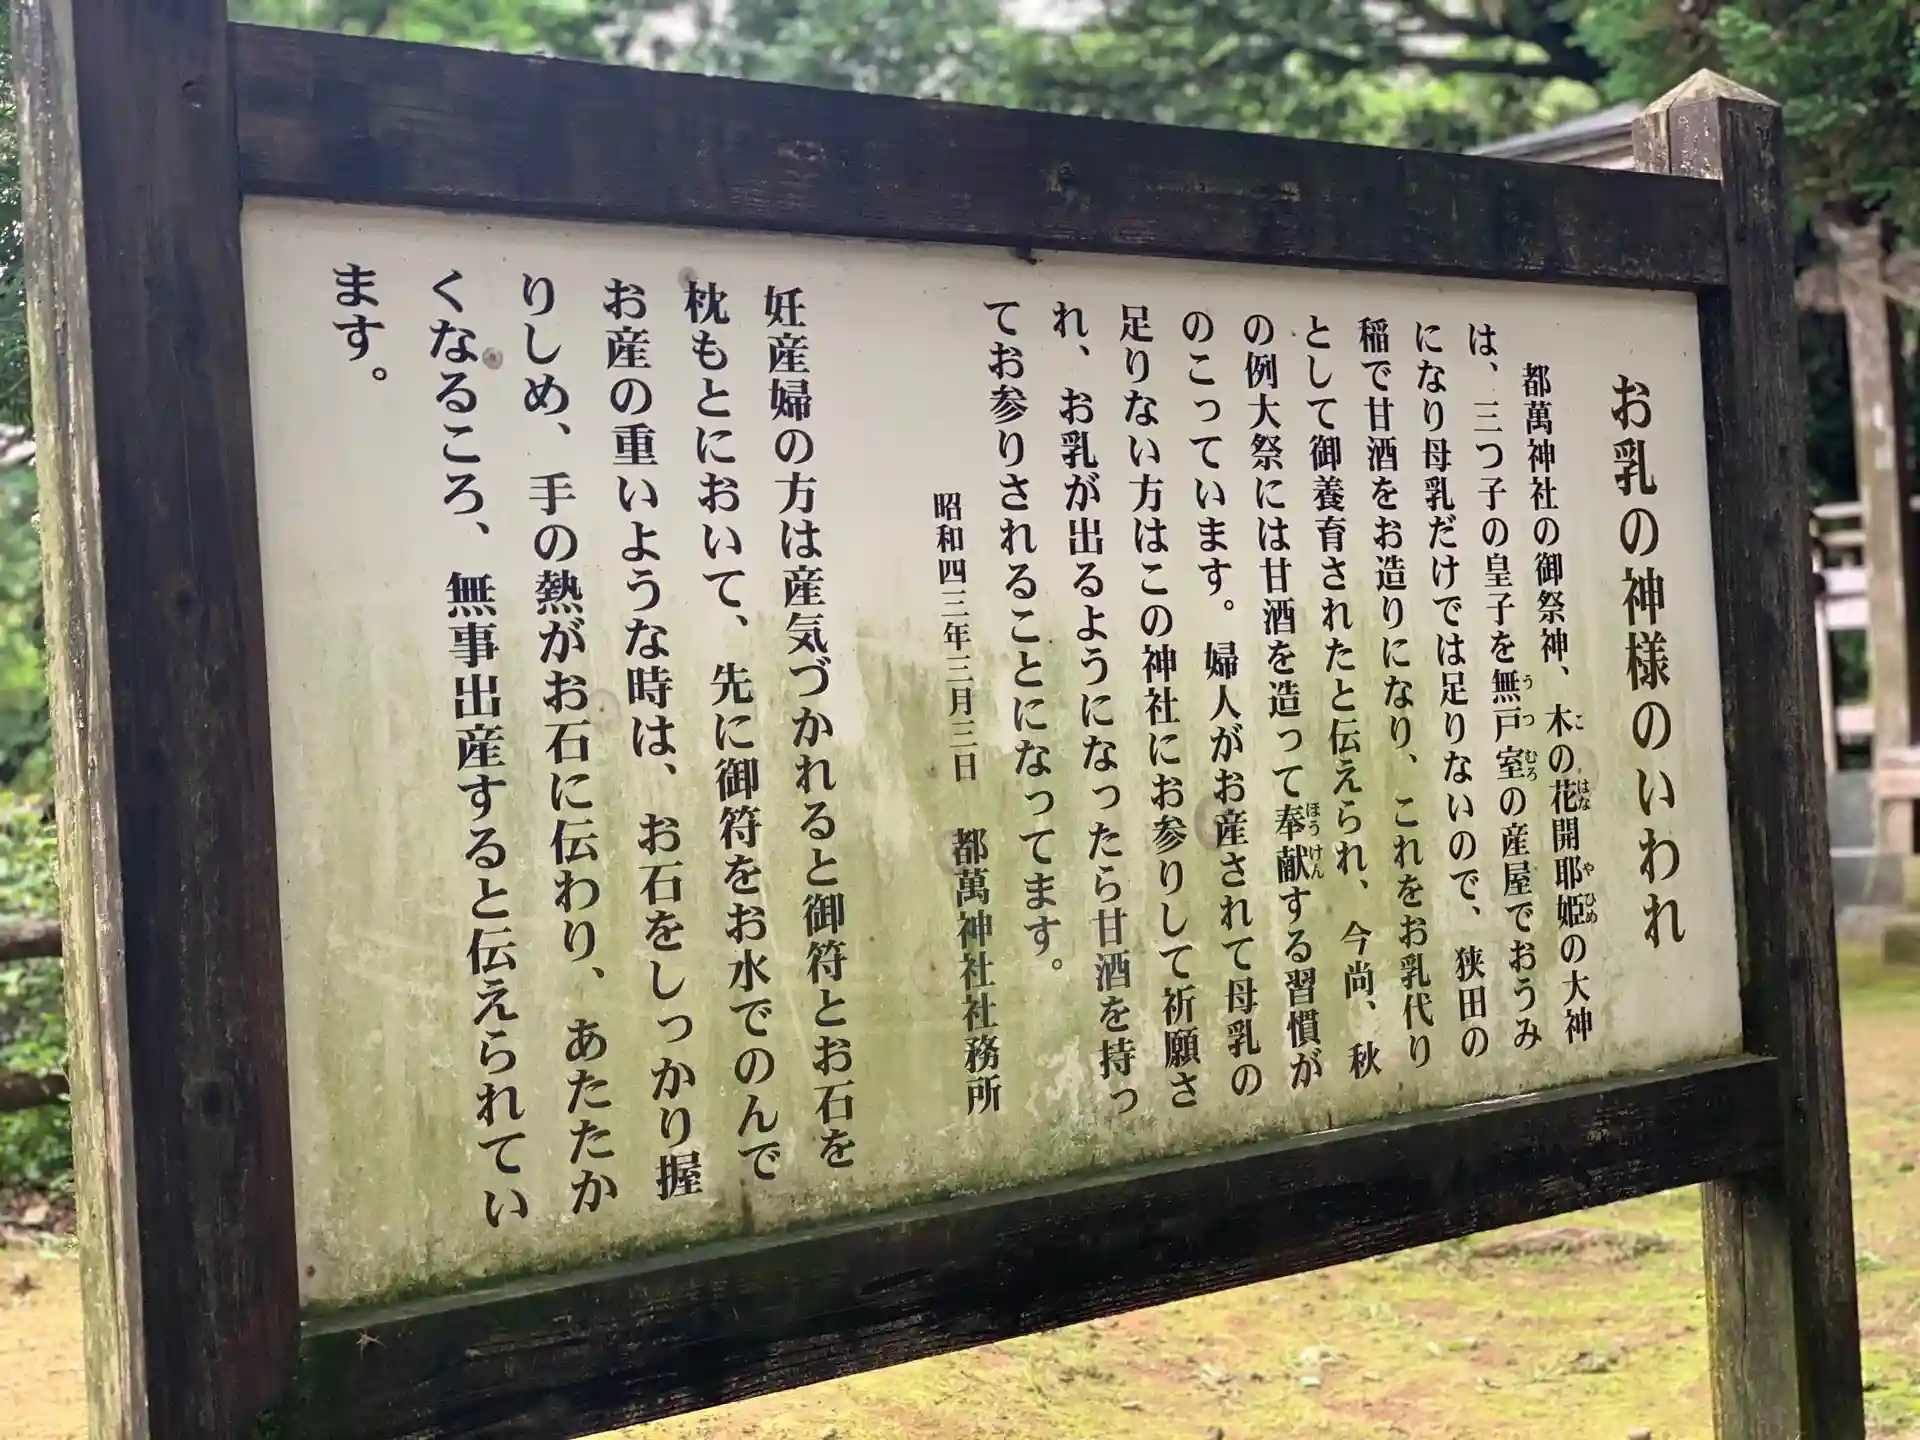 お乳の神様のいわれ
都萬神社の御祭神、木の花開耶姫の大神
は、三つ子の皇子を無戸室の産屋でおうみ
になり母乳だけでは足りないので、狭田の
稲で甘酒をお造りになり、これをお乳代り
として御養育されたと伝えられ、今尚、秋
の例大祭には甘酒を造って奉献する習慣が
のこっています。婦人がお産されて母乳の
足りない方はこの神社にお参りして祈願さ
れ、お乳が出るようになったら甘酒を持っ
てお参りされることになってます。
昭和四三年三月三日 都萬神社社務所
妊産婦の方は産気づかれると御符とお石を
枕もとにおいて、先に御符をお水でのんで
お産の重いような時は、お石をしっかり握
りしめ、手の熱がお石に伝わり、あたたか
くなるころ、無事出産すると伝えられてい
ます。